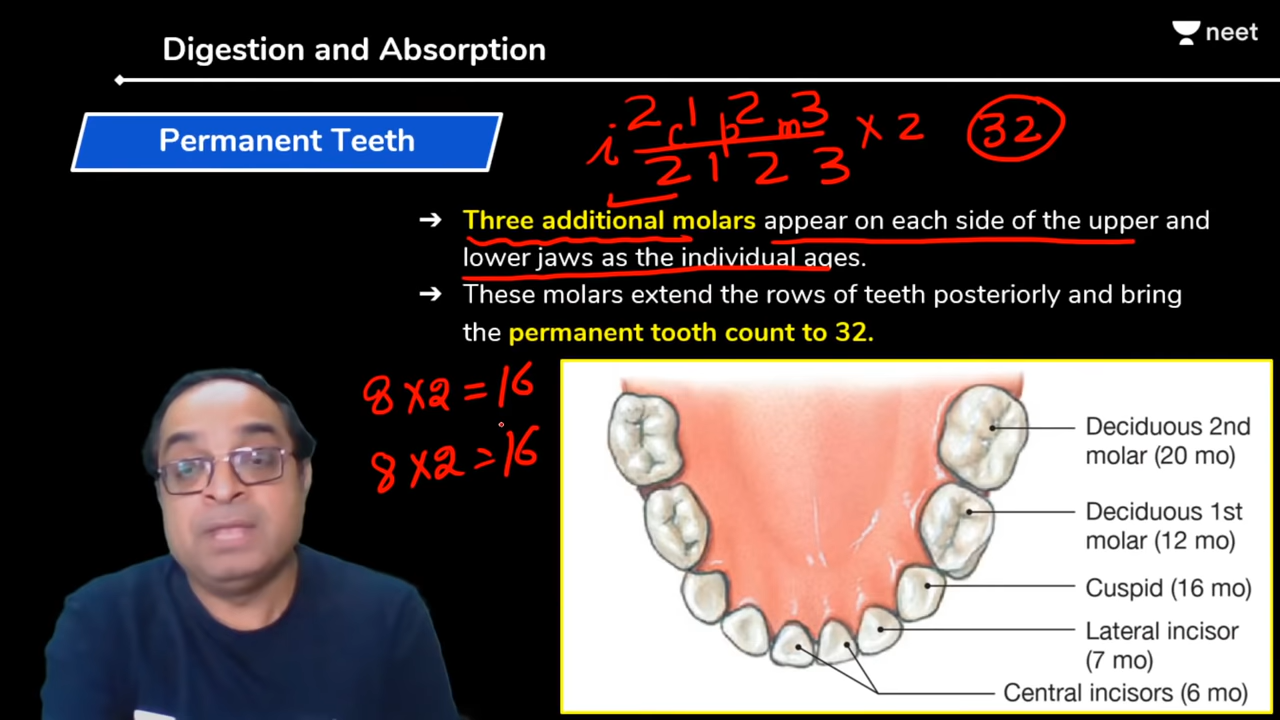 neet
Digestion and Absorption
Permanent Teeth
i 2 c 1 p 2 m 3
2 1 2 3
× 2
32
➔ Three additional molars appear on each side of the upper and
lower jaws as the individual ages.
➔ These molars extend the rows of teeth posteriorly and bring
the permanent tooth count to 32.
8 × 2 = 16
8 × 2 = 16
Deciduous 2nd
molar (20 mo)
Deciduous 1st
molar (12 mo)
Cuspid (16 mo)
Lateral incisor
(7 mo)
Central incisors (6 mo)